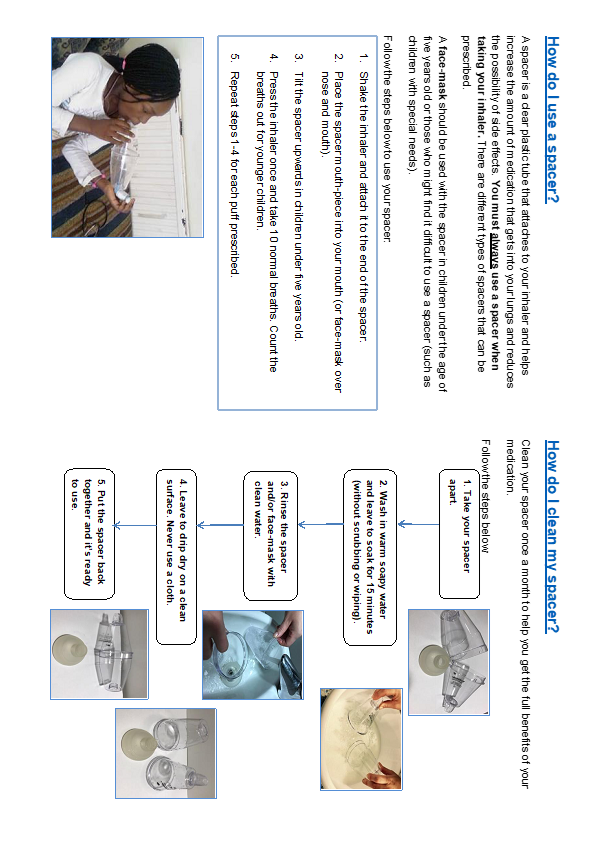 How do I use a spacer?
A spacer is a clear plastic tube that attaches to your inhaler and helps
increase the amount of medication that gets into your lungs and reduces
the possibility of side effects. You must always use a spacer when
taking your inhaler. There are different types of spacers that can be
prescribed.
A face-mask should be used with the spacer in children under the age of
five years old or those who might find it difficult to use a spacer (such as
children with special needs).
Follow the steps below to use your spacer.
1. Shake the inhaler and attach it to the end of the spacer.
2. Place the spacer mouth-piece into your mouth (or face-mask over
nose and mouth).
3. Tilt the spacer upwards in children under five years old.
4. Press the inhaler once and take 10 normal breaths. Count the
breaths out for younger children.
5. Repeat steps 1-4 for each puff prescribed.
How do I clean my spacer?
Clean your spacer once a month to help you get the full benefits of your
medication.
Follow the steps below
1. Take your spacer
apart.
2. Wash in warm soapy water
and leave to soak for 15 minutes
(without scrubbing or wiping).
3. Rinse the spacer
and/or face-mask with
clean water.
4. Leave to drip dry on a clean
surface. Never use a cloth.
5. Put the spacer back
together and it's ready
to use.